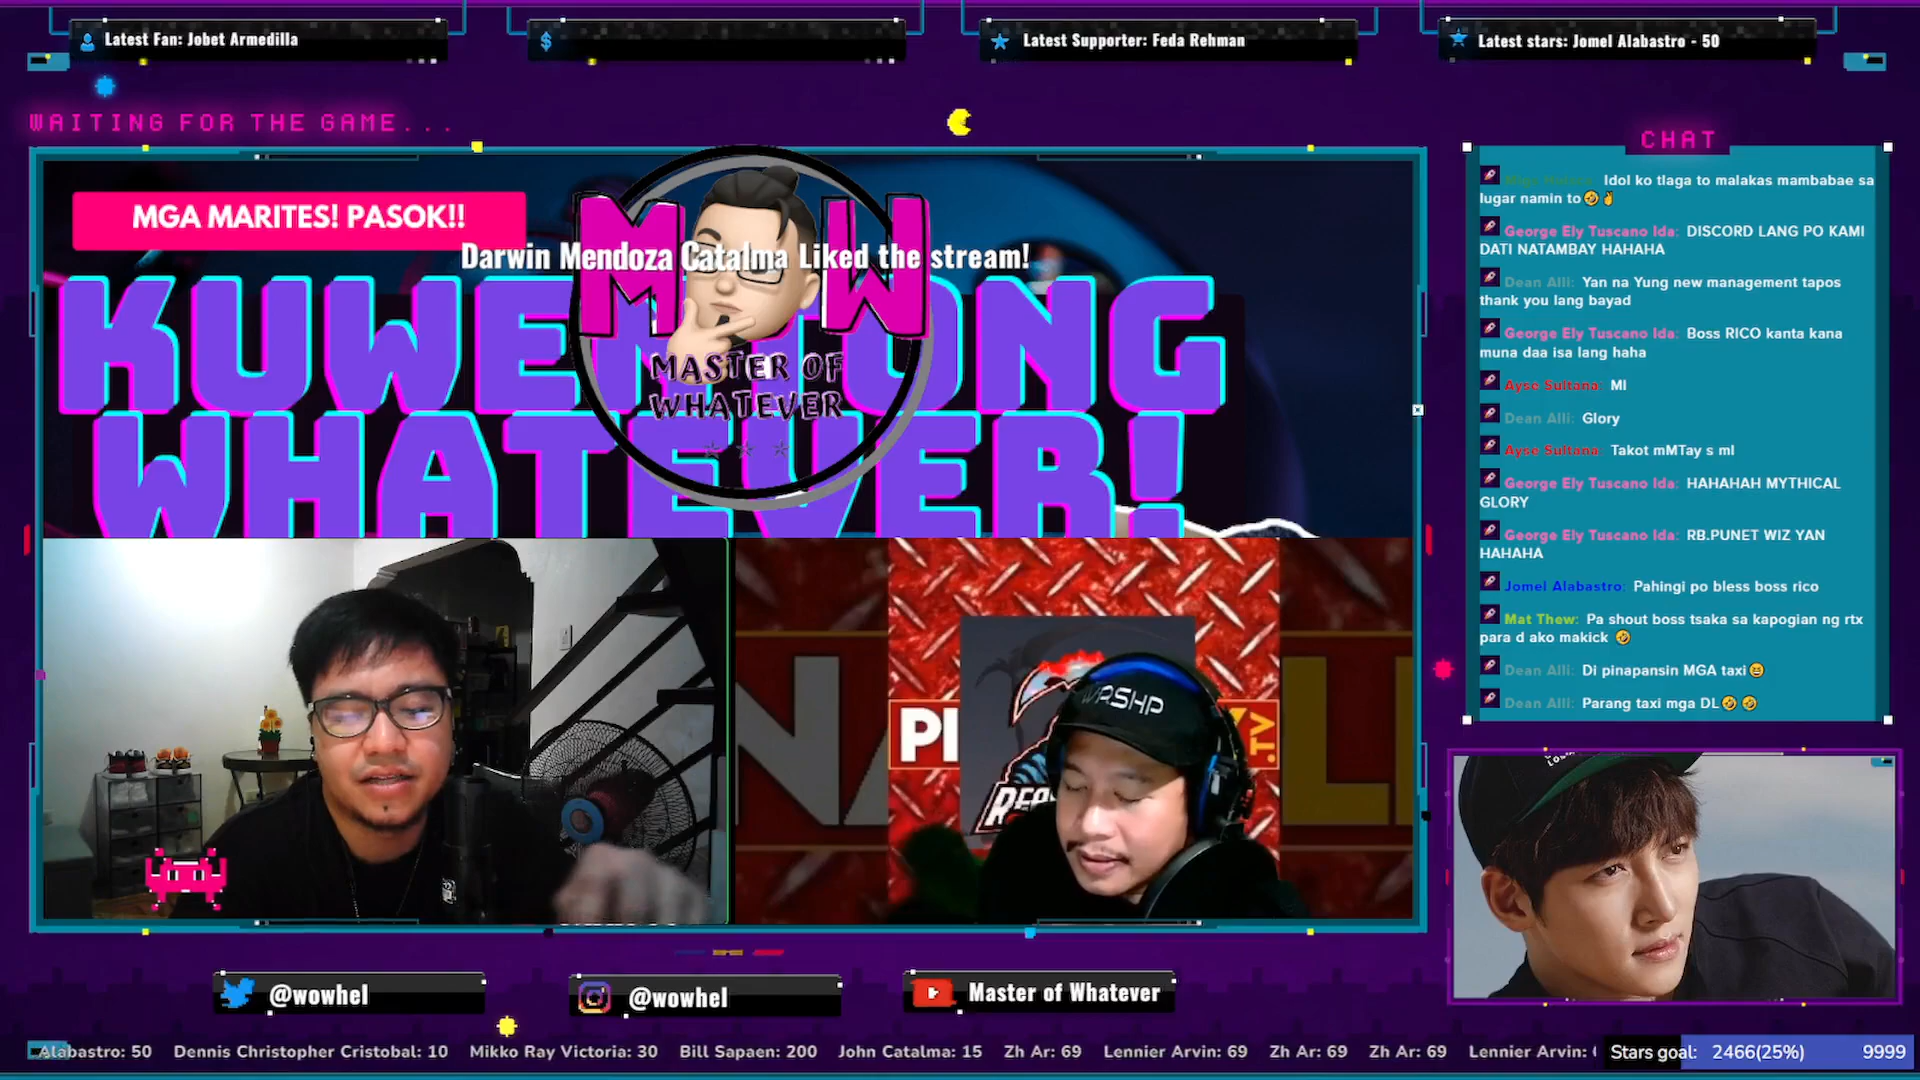 Latest Fan: Jobet Armedilla
$
Latest Supporter: Feda Rehman
Latest stars: Jomel Alabastro - 50
WAITING FOR THE GAME...
MGA MARITES! PASOK!!
Darwin Mendoza Catalma Liked the stream!
M W
MASTER OF
WHATEVER
WHATEVER!
WRSHP
.TV
CHAT
Idol ko tlaga to malakas mambabae sa
lugar namin to🤣✌
George Ely Tuscano Ida: DISCORD LANG PO KAMI
DATI NATAMBAY HAHAHA
Dean Alli: Yan na Yung new management tapos
thank you lang bayad
George Ely Tuscano Ida: Boss RICO kanta kana
muna daa isa lang haha
Ayse Sultana: Ml
Dean Alli: Glory
Ayse Sultana: Takot mMTay s ml
George Ely Tuscano Ida: HAHAHAH MYTHICAL
GLORY
George Ely Tuscano Ida: RB.PUNET WIZ YAN
HAHAHA
Jomel Alabastro: Pahingi po bless boss rico
Mat Thew: Pa shout boss tsaka sa kapogian ng rtx
para d ako makick 🤣
Dean Alli: Di pinapansin MGA taxi😆
Dean Alli: Parang taxi mga DL🤣🤣
@wowhel
@wowhel
Master of Whatever
Alabastro: 50 Dennis Christopher Cristobal: 10 Mikko Ray Victoria: 30 Bill Sapaen: 200 John Catalma: 15 Zh Ar: 69 Lennier Arvin: 69 Zh Ar: 69 Zh Ar: 69 Lennier Arvin:
Stars goal: 2466(25%) 9999